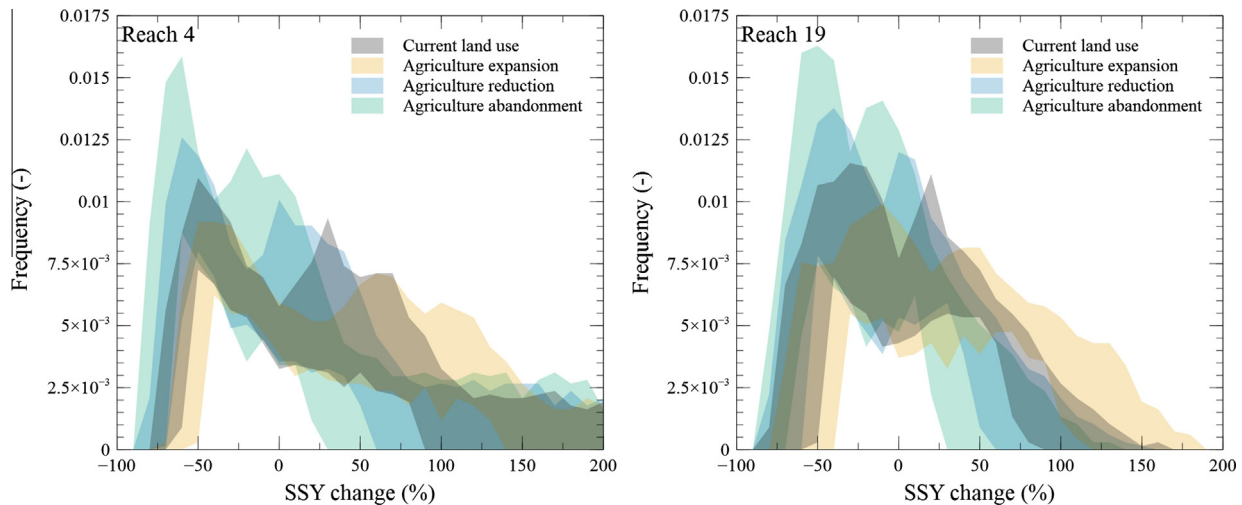 Reach 4
Current land use
Agriculture expansion
Agriculture reduction
Agriculture abandonment
Frequency (-)
0.0175
0.015
0.0125
0.01
7.5×10⁻³
5×10⁻³
2.5×10⁻³
0
−100
−50
0
50
100
150
200
SSY change (%)
Reach 19
Current land use
Agriculture expansion
Agriculture reduction
Agriculture abandonment
Frequency (-)
0.0175
0.015
0.0125
0.01
7.5×10⁻³
5×10⁻³
2.5×10⁻³
0
−100
−50
0
50
100
150
200
SSY change (%)